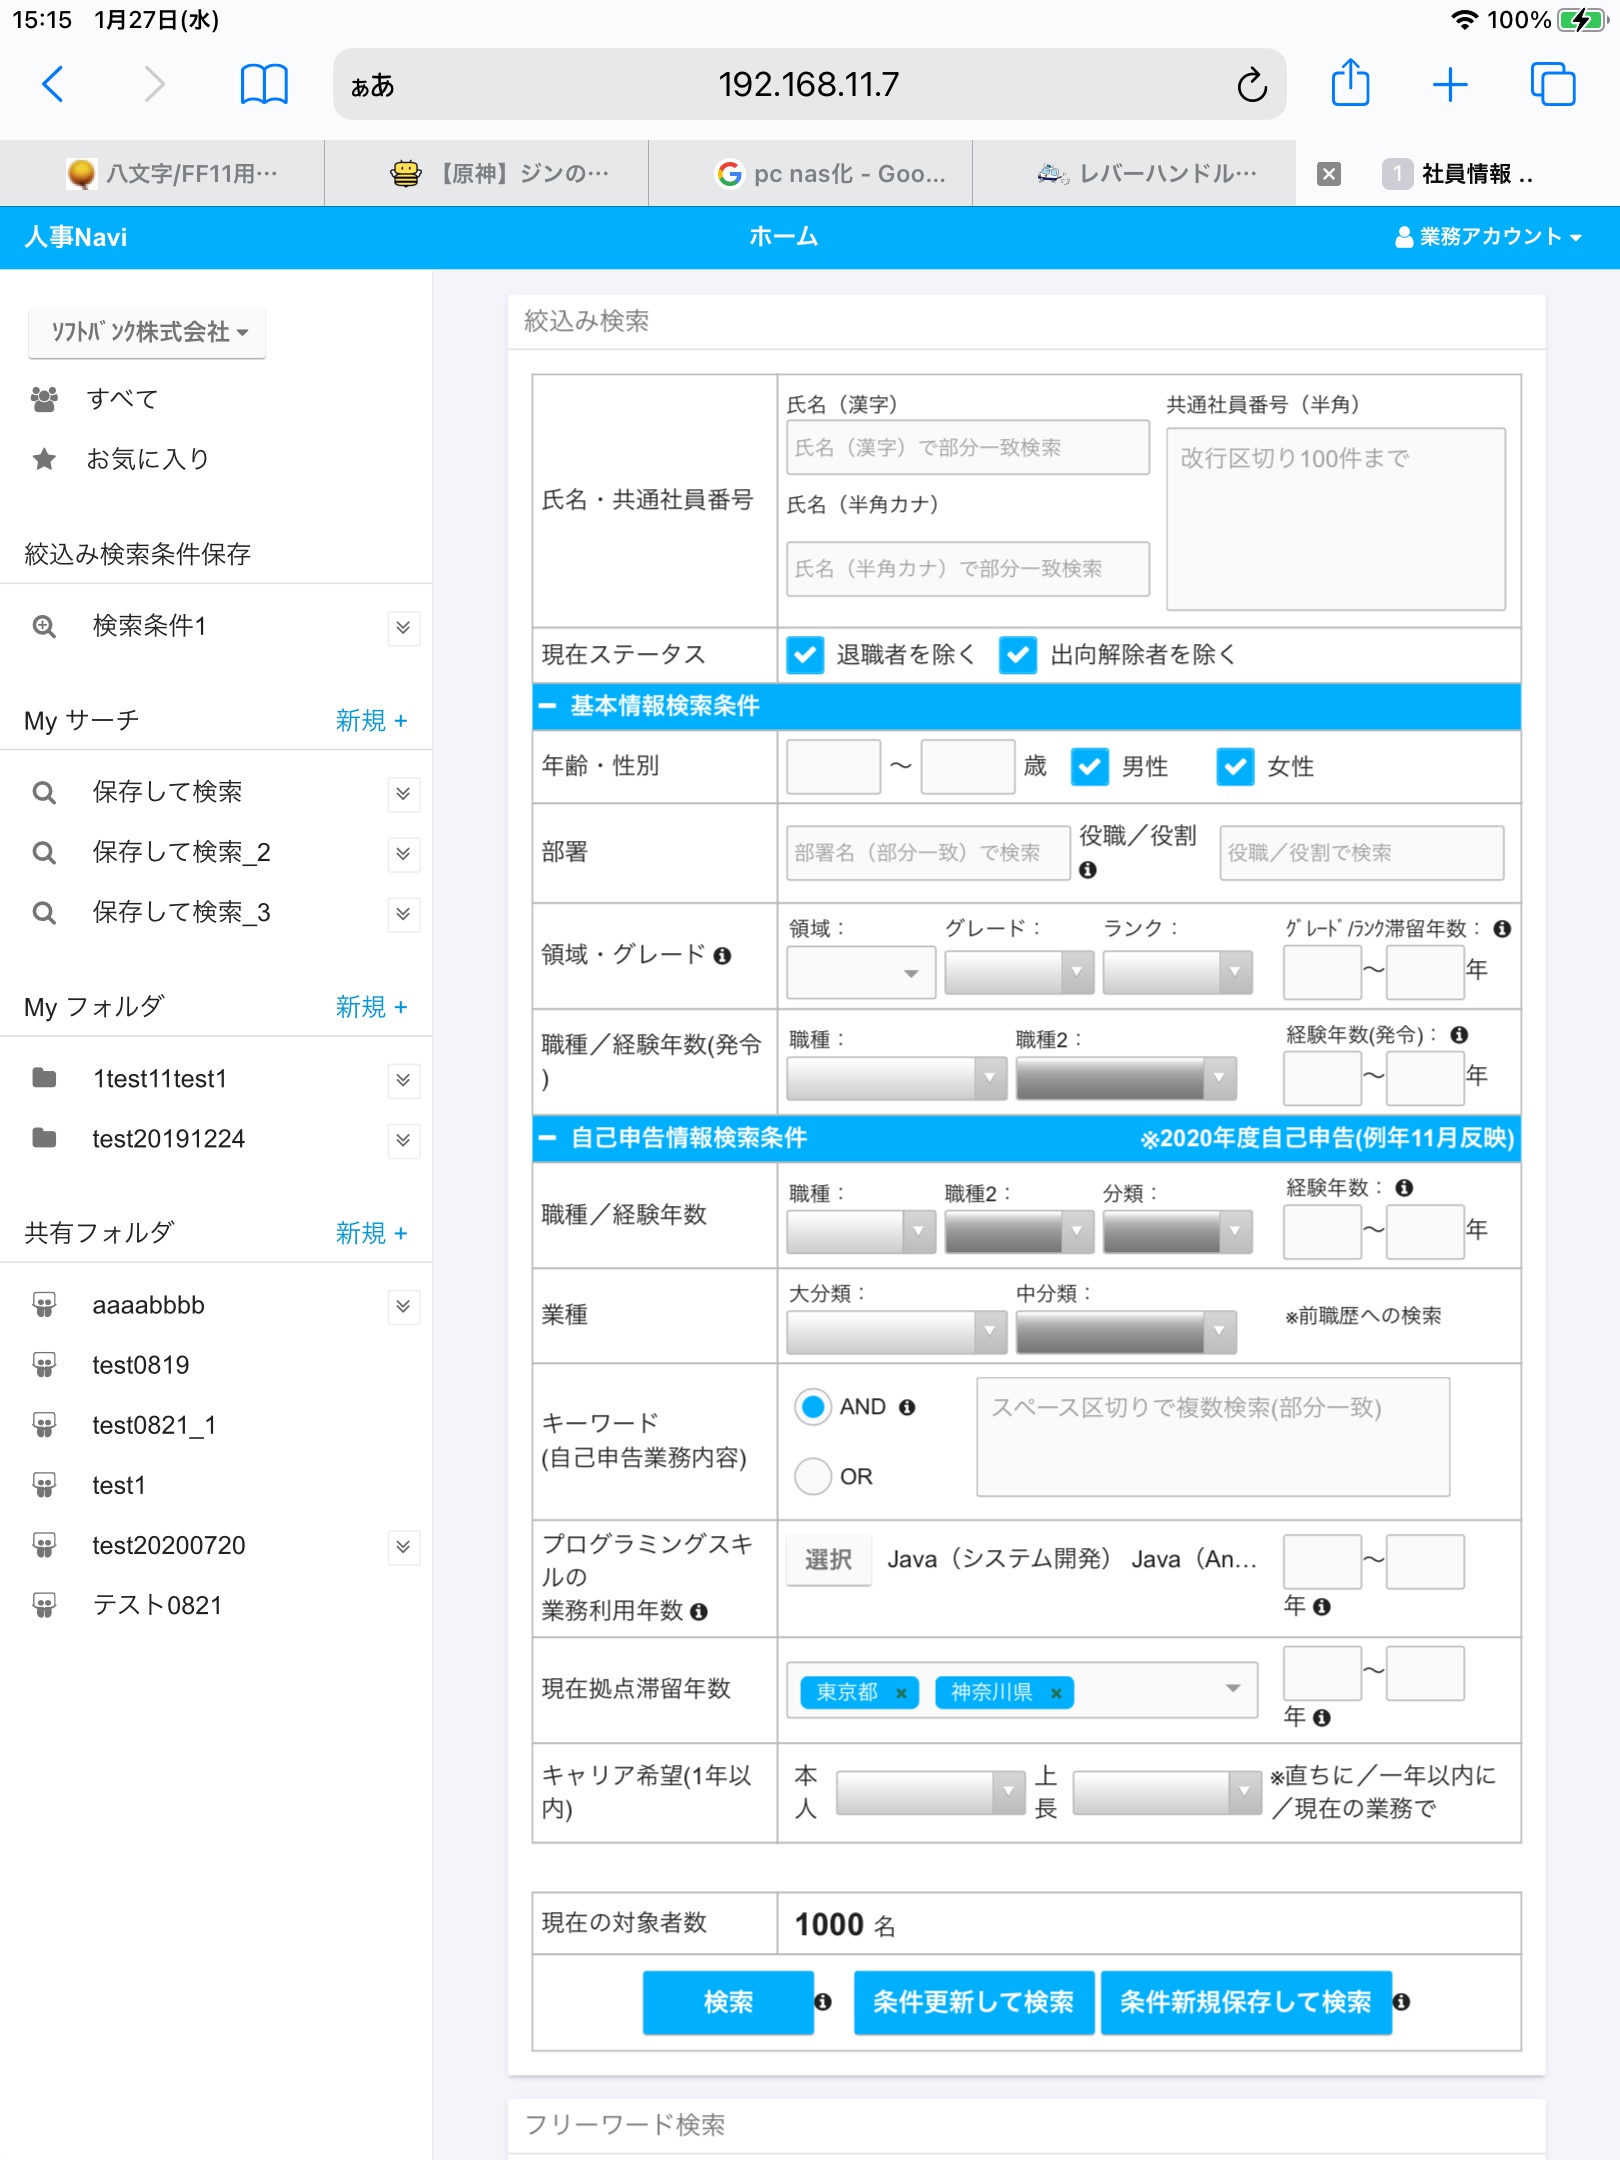 15:15 1月27日(水)
100%
ぁあ
192.168.11.7
八文字/FF11用…
【原神】ジンの…
pc nas化 - Goo...
レバーハンドル…
1 社員情報 ..
人事Navi
ホーム
業務アカウント
ｿﾌﾄﾊﾞﾝｸ株式会社
すべて
お気に入り
絞込み検索条件保存
検索条件1
My サーチ
新規 +
保存して検索
保存して検索_2
保存して検索_3
My フォルダ
新規 +
1test11test1
test20191224
共有フォルダ
新規 +
aaaabbbb
test0819
test0821_1
test1
test20200720
テスト0821
絞込み検索
氏名・共通社員番号
氏名（漢字）
氏名（漢字）で部分一致検索
氏名（半角カナ）
氏名（半角カナ）で部分一致検索
共通社員番号（半角）
改行区切り100件まで
現在ステータス
退職者を除く
出向解除者を除く
基本情報検索条件
年齢・性別
～
歳
男性
女性
部署
部署名（部分一致）で検索
役職／役割
役職／役割で検索
領域・グレード
領域：
グレード：
ランク：
ｸﾞﾚｰﾄﾞ/ﾗﾝｸ滞留年数：
～
年
職種／経験年数(発令
)
職種：
職種2：
経験年数(発令)：
～
年
自己申告情報検索条件
※2020年度自己申告(例年11月反映)
職種／経験年数
職種：
職種2：
分類：
経験年数：
～
年
業種
大分類：
中分類：
※前職歴への検索
キーワード
(自己申告業務内容)
AND
OR
スペース区切りで複数検索(部分一致)
プログラミングスキ
ルの
業務利用年数
選択
Java（システム開発） Java（An...
～
年
現在拠点滞留年数
東京都 ×
神奈川県 ×
～
年
キャリア希望(1年以
内)
本
人
上
長
※直ちに／一年以内に
／現在の業務で
現在の対象者数
1000 名
検索
条件更新して検索
条件新規保存して検索
フリーワード検索